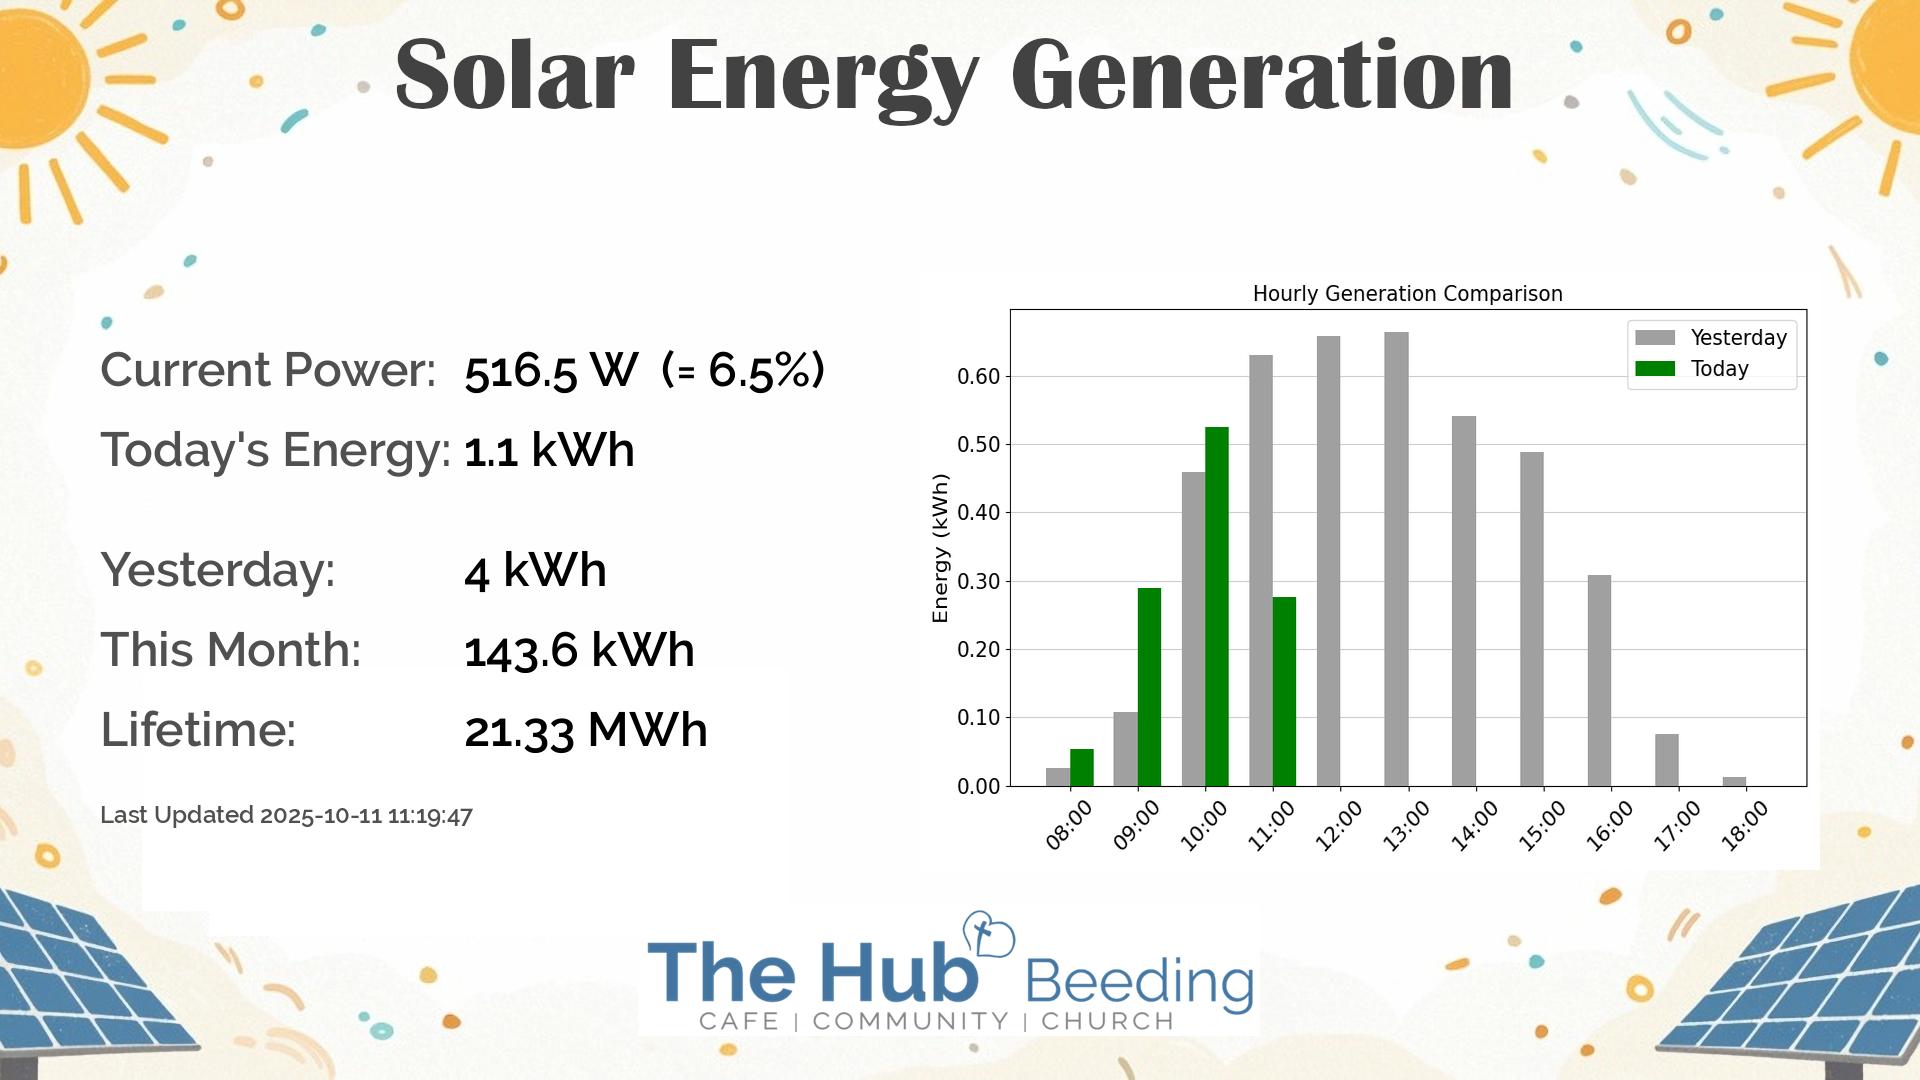 Solar Energy Generation
Current Power: 516.5 W (= 6.5%)
Today's Energy: 1.1 kWh
Yesterday: 4 kWh
This Month: 143.6 kWh
Lifetime: 21.33 MWh
Last Updated 2025-10-11 11:19:47
Hourly Generation Comparison
Yesterday
Today
Energy (kWh)
0.60
0.50
0.40
0.30
0.20
0.10
0.00
08:00 09:00 10:00 11:00 12:00 13:00 14:00 15:00 16:00 17:00 18:00
The Hub Beeding
CAFE | COMMUNITY | CHURCH